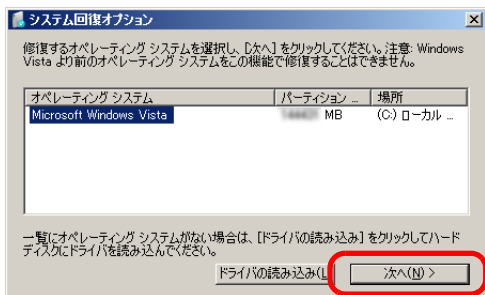 システム回復オプション
修復するオペレーティング システムを選択し、[次へ] をクリックしてください。注意: Windows
Vista より前のオペレーティング システムをこの機能で修復することはできません。
オペレーティング システム パーティション ... 場所
Microsoft Windows Vista MB (C:) ローカル ...
一覧にオペレーティング システムがない場合は、[ドライバの読み込み] をクリックしてハード
ディスクにドライバを読み込んでください。
ドライバの読み込み(L 次へ(N) >